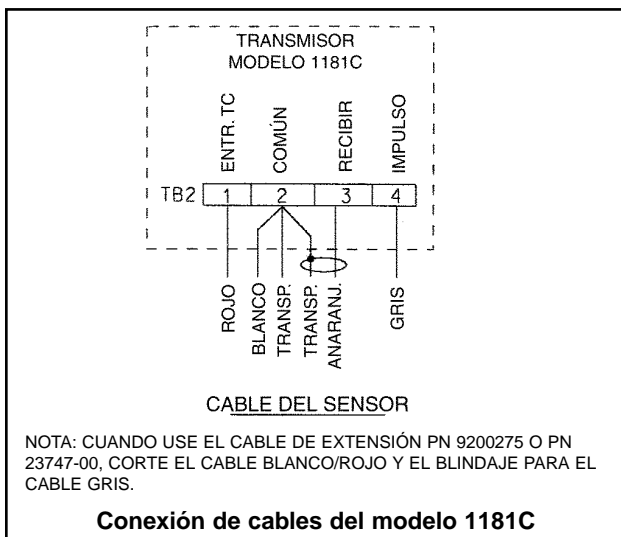 TRANSMISOR
MODELO 1181C
ENTR. TC
COMÚN
RECIBIR
IMPULSO
TB2 1 2 3 4
ROJO
BLANCO
TRANSP.
TRANSP.
ANARANJ.
GRIS
CABLE DEL SENSOR
NOTA: CUANDO USE EL CABLE DE EXTENSIÓN PN 9200275 O PN
23747-00, CORTE EL CABLE BLANCO/ROJO Y EL BLINDAJE PARA EL
CABLE GRIS.
Conexión de cables del modelo 1181C